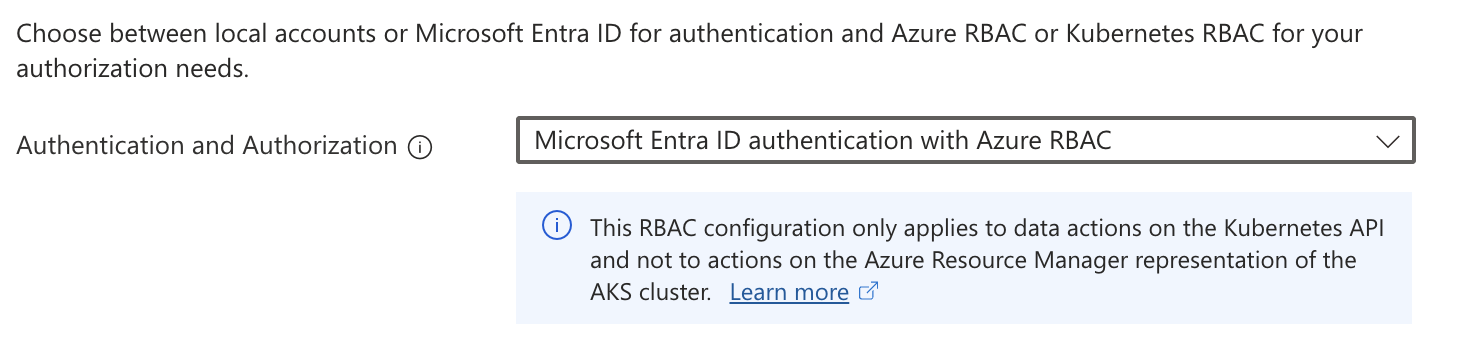 Choose between local accounts or Microsoft Entra ID for authentication and Azure RBAC or Kubernetes RBAC for your
authorization needs.
Authentication and Authorization
Microsoft Entra ID authentication with Azure RBAC
This RBAC configuration only applies to data actions on the Kubernetes API
and not to actions on the Azure Resource Manager representation of the
AKS cluster. Learn more